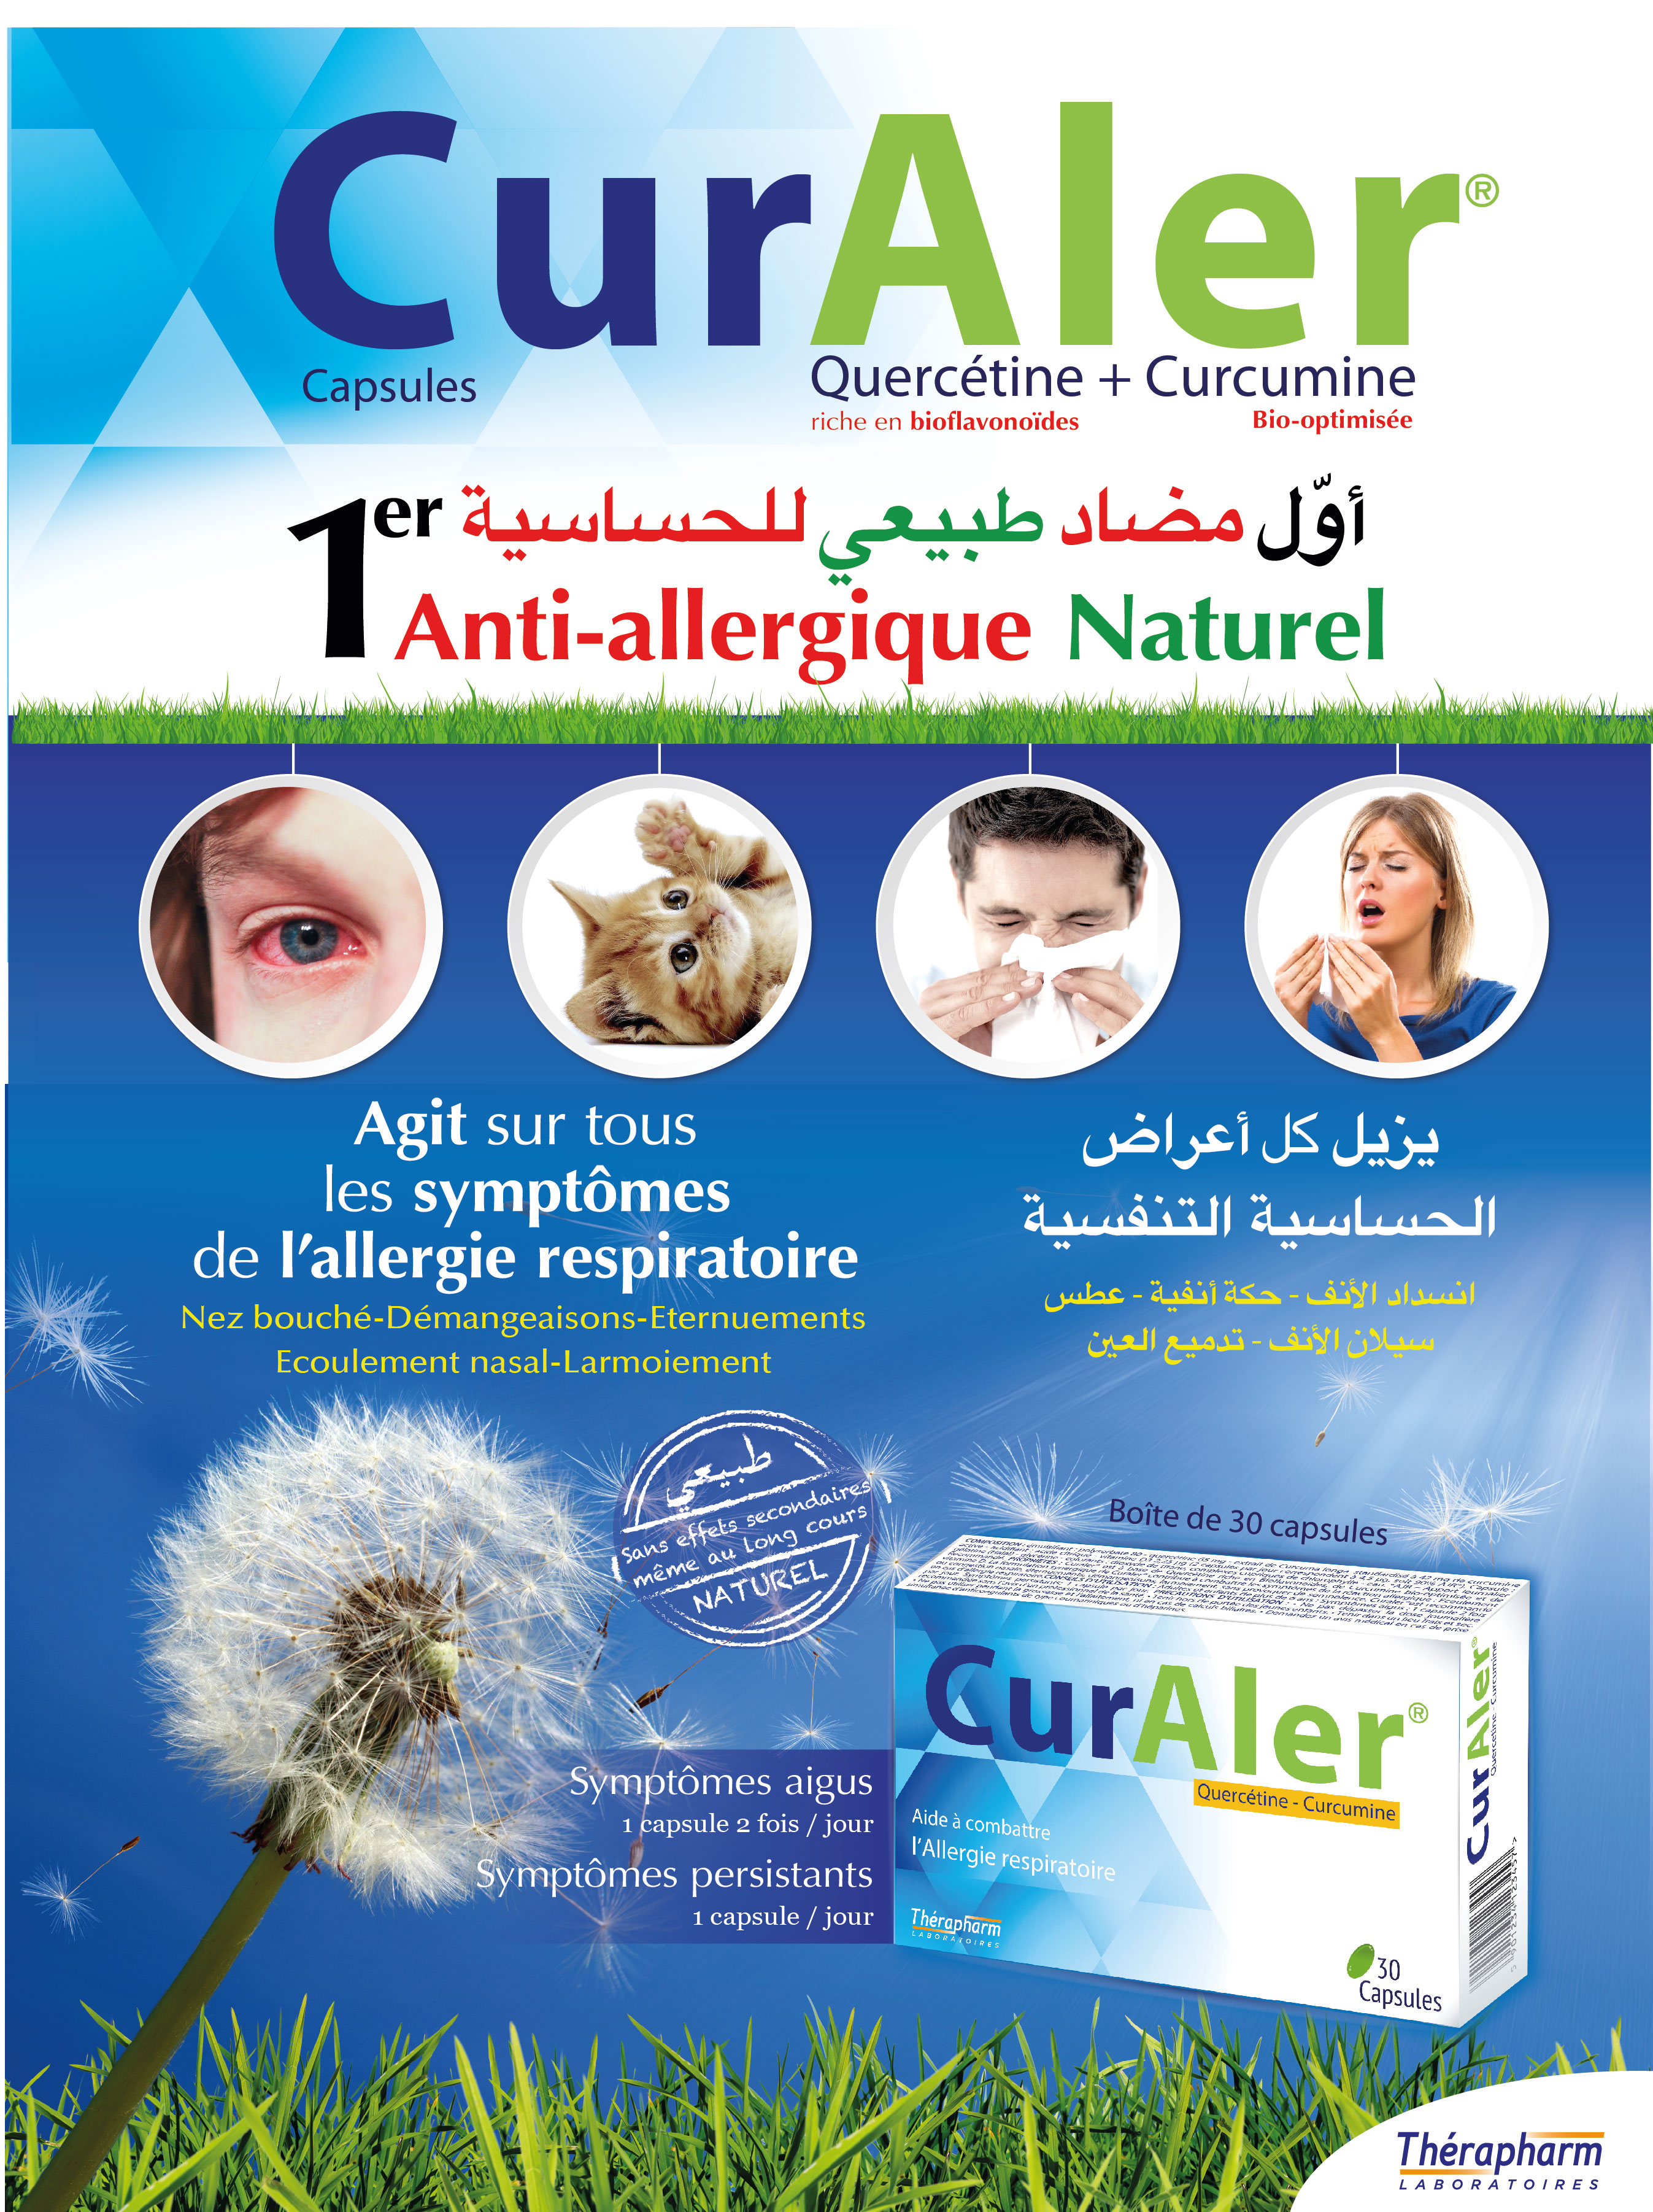 CurAler®
Capsules
Quercétine + Curcumine
riche en bioflavonoïdes
Bio-optimisée
أوّل مضاد طبيعي للحساسية
1er
Anti-allergique Naturel
Agit sur tous
les symptômes
de l'allergie respiratoire
Nez bouché-Démangeaisons-Eternuements
Ecoulement nasal-Larmoiement
يزيل كل أعراض
الحساسية التنفسية
انسداد الأنف - حكة أنفية - عطس
سيلان الأنف - تدميع العين
طبيعي
Sans effets secondaires
même au long cours
NATUREL
Boîte de 30 capsules
CurAler®
Quercétine - Curcumine
Aide à combattre
l'Allergie respiratoire
Thérapharm
LABORATOIRES
30
Capsules
CurAler®
Quercétine - Curcumine
Symptômes aigus
1 capsule 2 fois / jour
Symptômes persistants
1 capsule / jour
Thérapharm
LABORATOIRES